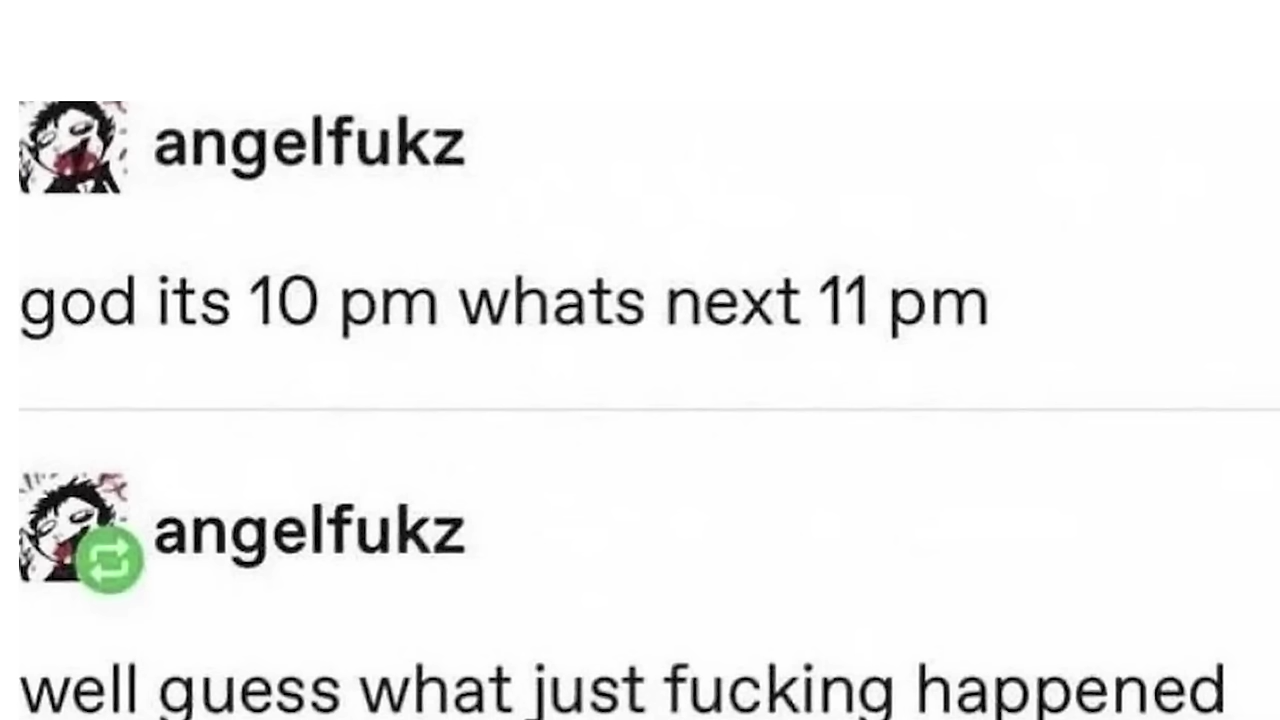 angelfukz
god its 10 pm whats next 11 pm
angelfukz
well guess what just fucking happened